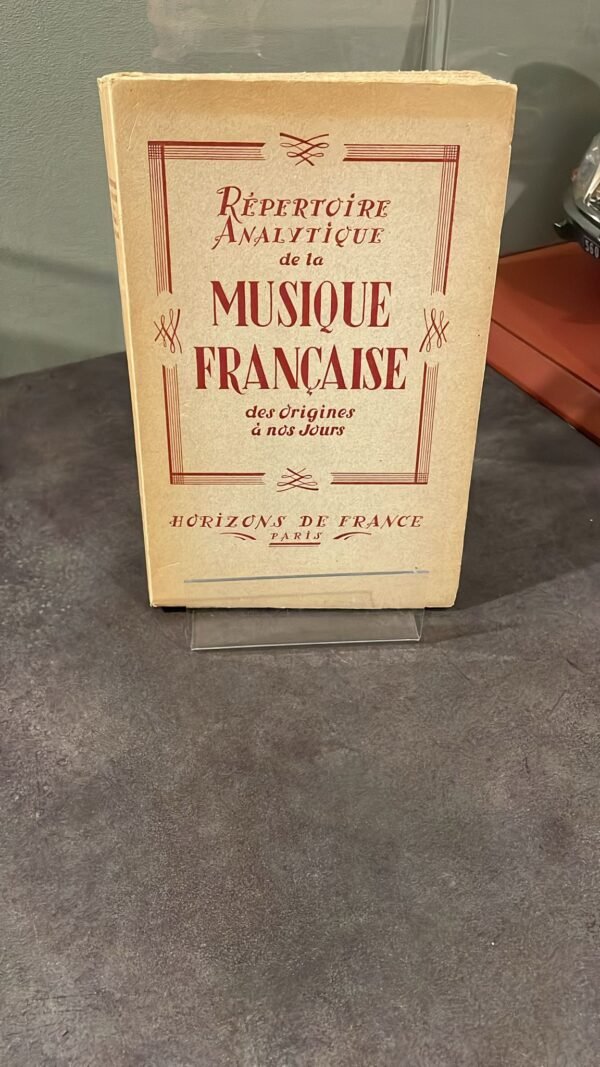 RÉPERTOIRE
ANALYTIQUE
de la
MUSIQUE
FRANÇAISE
des Origines
à nos Jours
HORIZONS DE FRANCE
PARIS